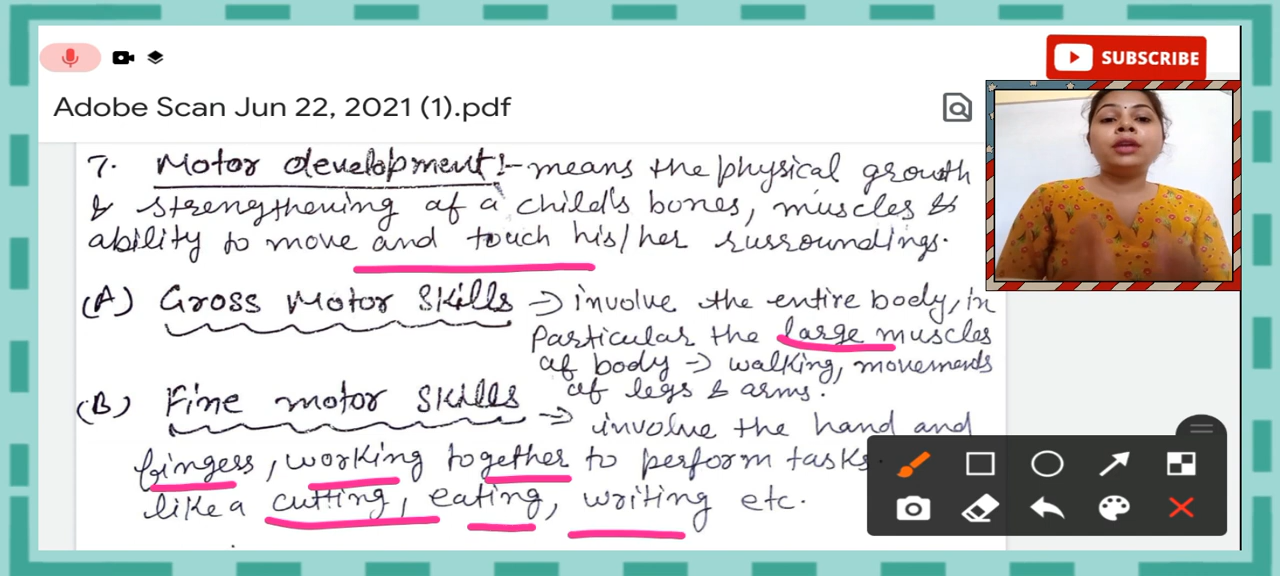 SUBSCRIBE
Adobe Scan Jun 22, 2021 (1).pdf
7. Motor development :- means the physical growth
& strengthening of a child's bones, muscles &
ability to move and touch his/her surroundings.
(A) Gross Motor Skills → involve the entire body, in
Particular the large muscles
of body → walking, movements
of legs & arms.
(B) Fine motor Skills → involve the hand and
fingers, working together to perform tasks
like a cutting, eating, writing etc.